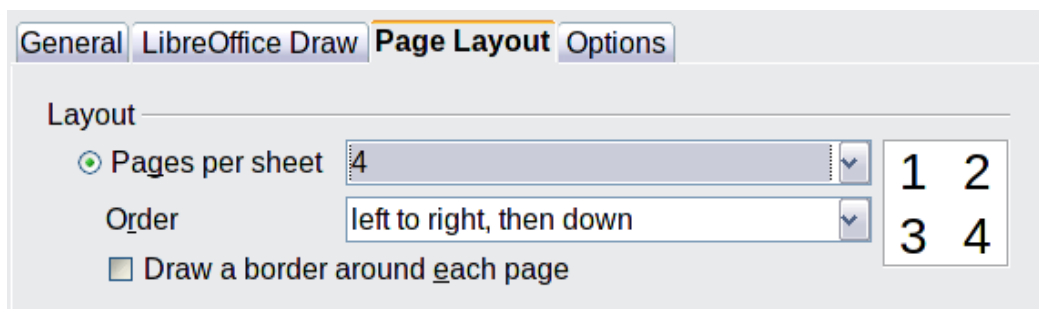 General LibreOffice Draw Page Layout Options
Layout
Pages per sheet 4
1 2
Order left to right, then down
3 4
Draw a border around each page